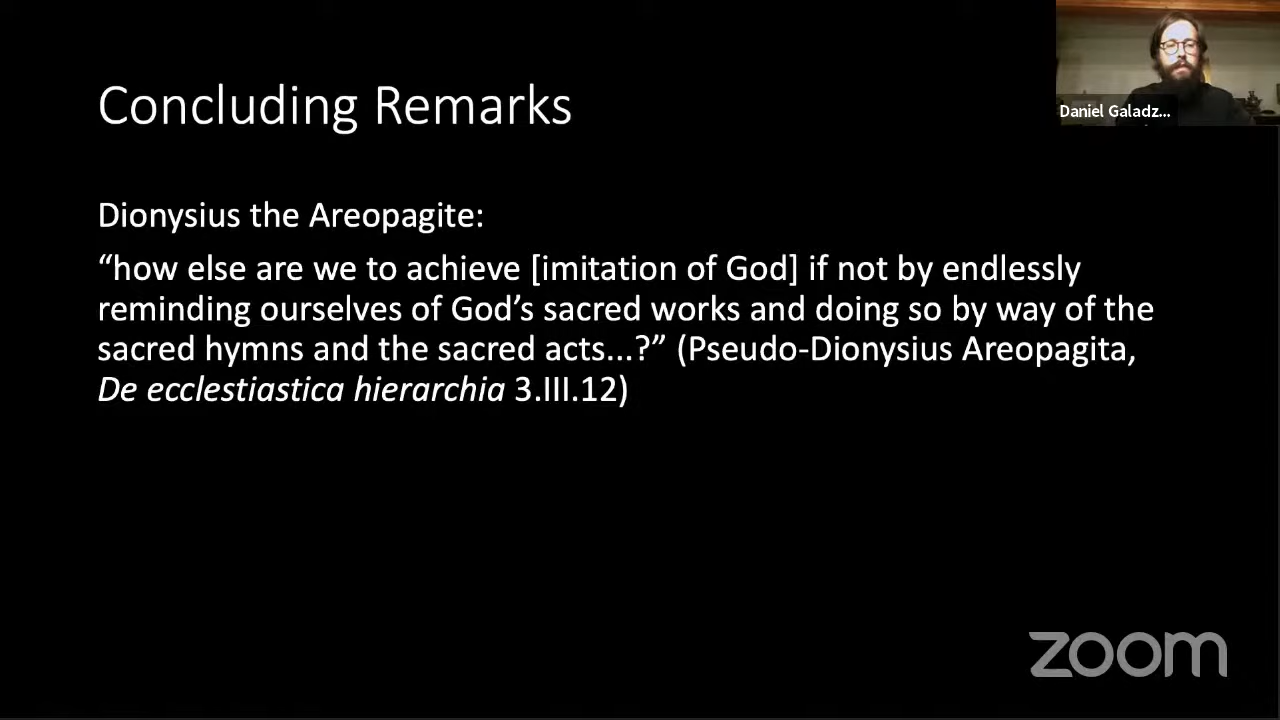 Concluding Remarks
Daniel Galadz...
Dionysius the Areopagite:
“how else are we to achieve [imitation of God] if not by endlessly
reminding ourselves of God’s sacred works and doing so by way of the
sacred hymns and the sacred acts...?” (Pseudo-Dionysius Areopagita,
De ecclestiastica hierarchia 3.III.12)
zoom